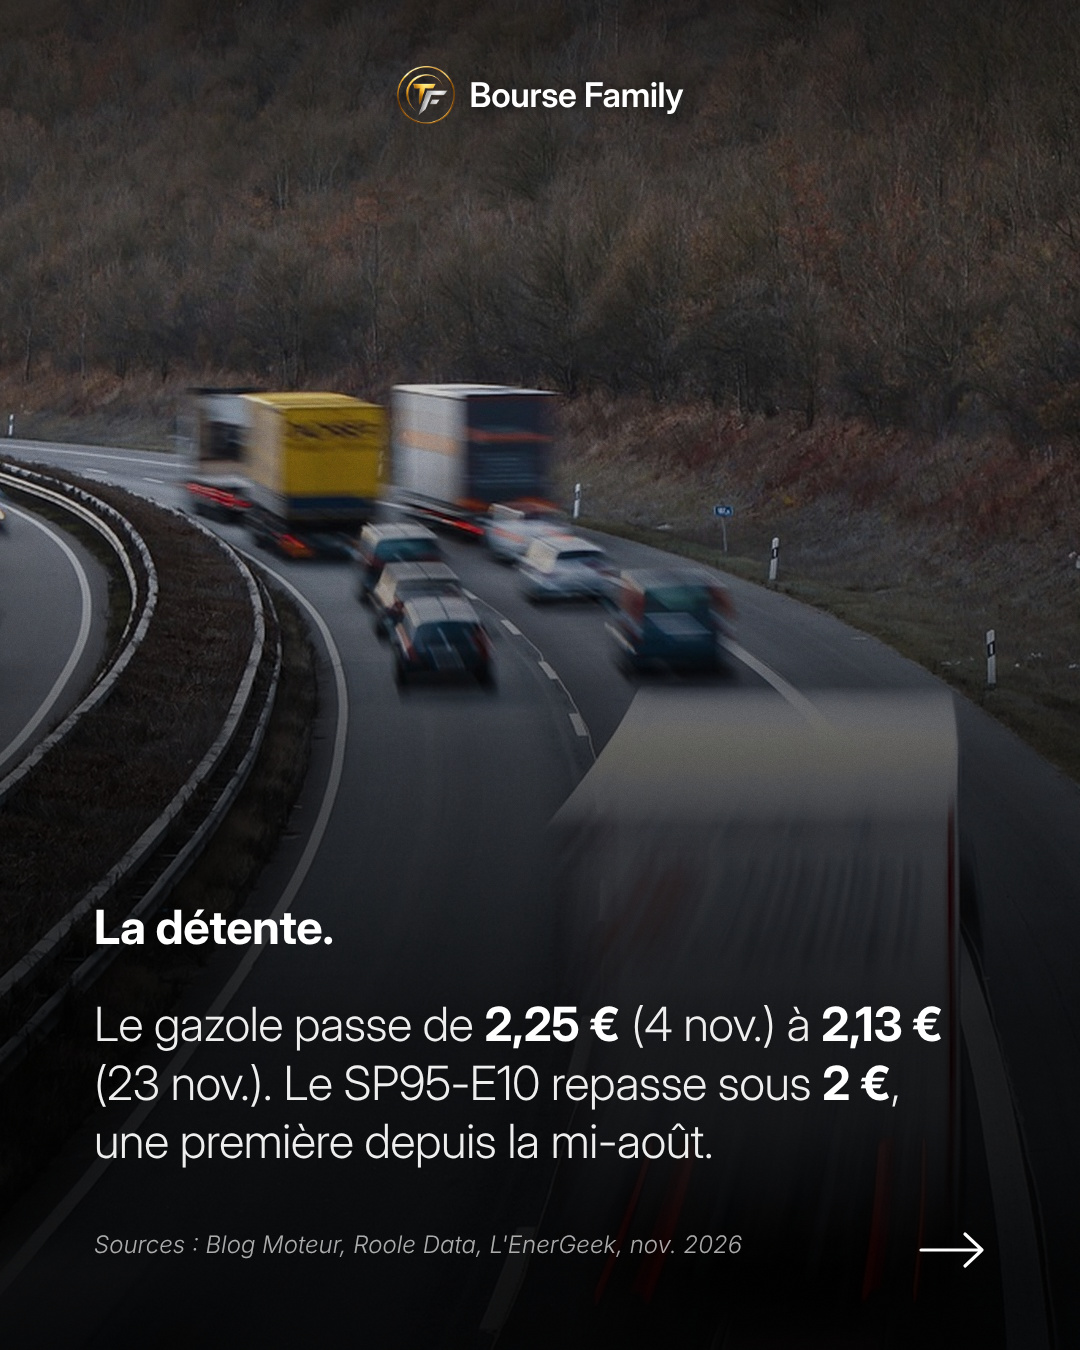 Bourse Family
La détente.
Le gazole passe de 2,25 € (4 nov.) à 2,13 €
(23 nov.). Le SP95-E10 repasse sous 2 €,
une première depuis la mi-août.
Sources : Blog Moteur, Roole Data, L'EnerGeek, nov. 2026